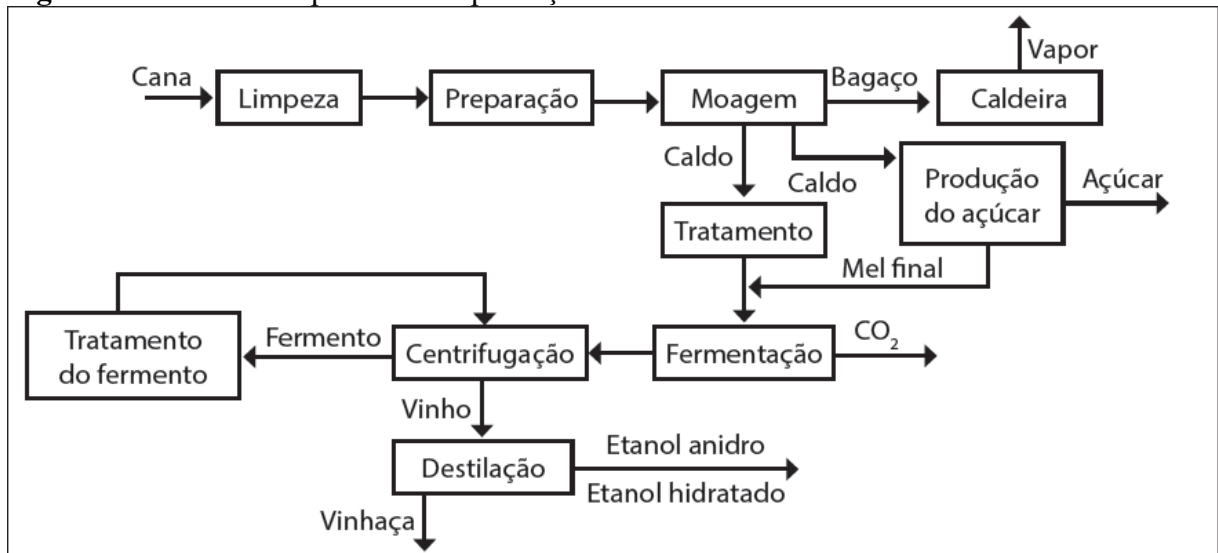 Cana
Limpeza
Preparação
Moagem
Bagaço
Caldeira
Vapor
Caldo
Caldo
Produção
do açúcar
Açúcar
Tratamento
Mel final
Tratamento
do fermento
Fermento
Centrifugação
Fermentação
CO₂
Vinho
Destilação
Etanol anidro
Etanol hidratado
Vinhaça